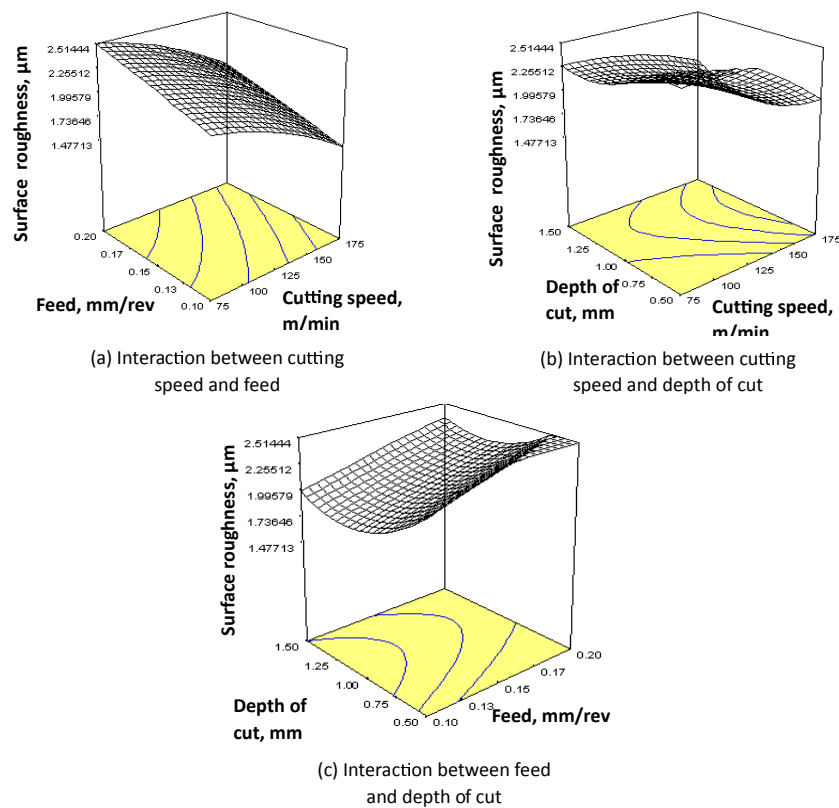 Surface roughness, µm
2.51444
2.25512
1.99579
1.73646
1.47713
0.20
0.17
0.15
0.13
0.10
Feed, mm/rev
75
100
125
150
175
Cutting speed,
m/min
(a) Interaction between cutting
speed and feed
Surface roughness, µm
2.51444
2.25512
1.99579
1.73646
1.47713
1.50
1.25
1.00
0.75
0.50
Depth of
cut, mm
75
100
125
150
175
Cutting speed,
m/min
(b) Interaction between cutting
speed and depth of cut
Surface roughness, µm
2.51444
2.25512
1.99579
1.73646
1.47713
1.50
1.25
1.00
0.75
0.50
Depth of
cut, mm
0.10
0.13
0.15
0.17
0.20
Feed, mm/rev
(c) Interaction between feed
and depth of cut